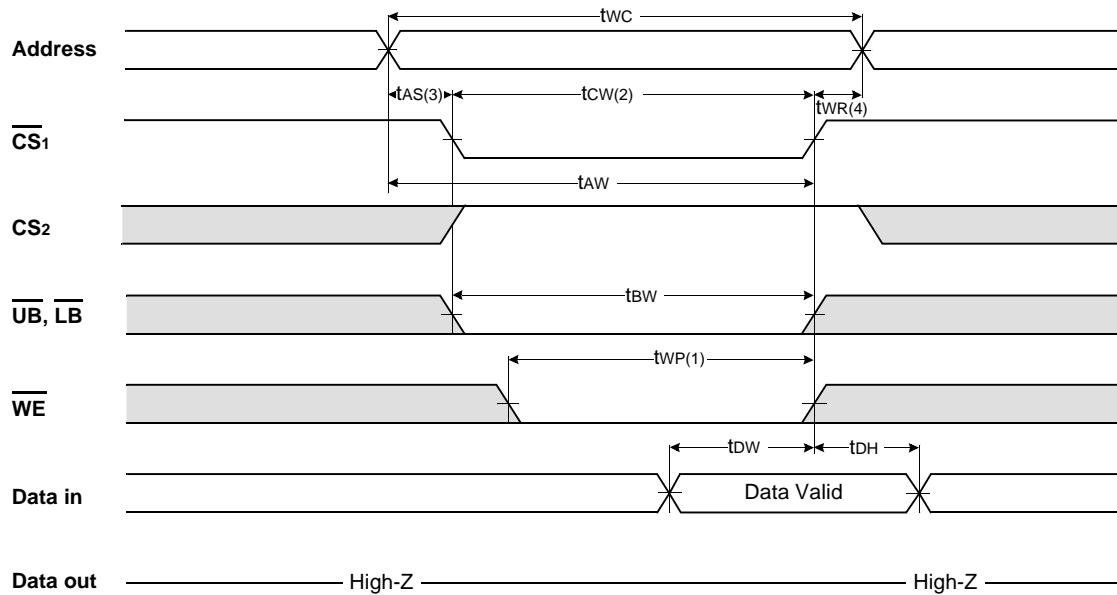 tWC
Address
tAS(3) tCW(2) tWR(4)
CS1
tAW
CS2
tBW
UB, LB
tWP(1)
WE
tDW tDH
Data in Data Valid
Data out High-Z High-Z